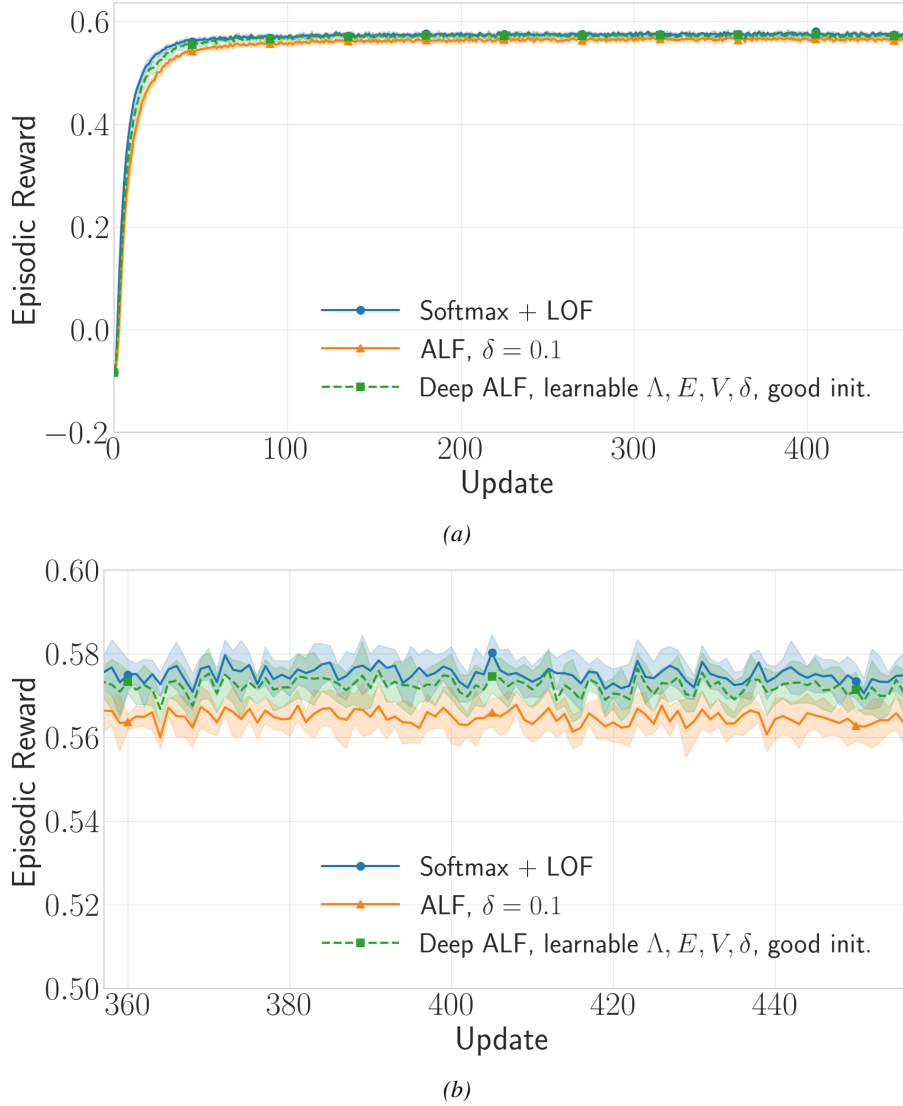 0.6
0.4
0.2
0.0
−0.2
Episodic Reward
Softmax + LOF
ALF, δ = 0.1
Deep ALF, learnable Λ, E, V, δ, good init.
0 100 200 300 400
Update
(a)
0.60
0.58
0.56
0.54
0.52
0.50
Episodic Reward
Softmax + LOF
ALF, δ = 0.1
Deep ALF, learnable Λ, E, V, δ, good init.
360 380 400 420 440
Update
(b)